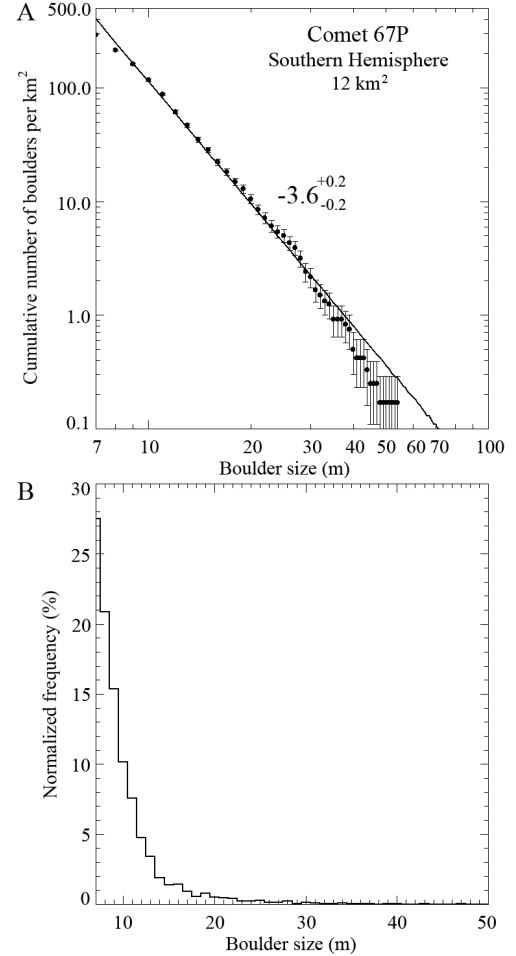 A
500.0
Comet 67P
Southern Hemisphere
12 km²
100.0
-3.6 +0.2 -0.2
10.0
1.0
0.1
Cumulative number of boulders per km²
7 10 20 30 40 50 60 70 100
Boulder size (m)
B
30
25
20
15
10
5
0
Normalized frequency (%)
10 20 30 40 50
Boulder size (m)